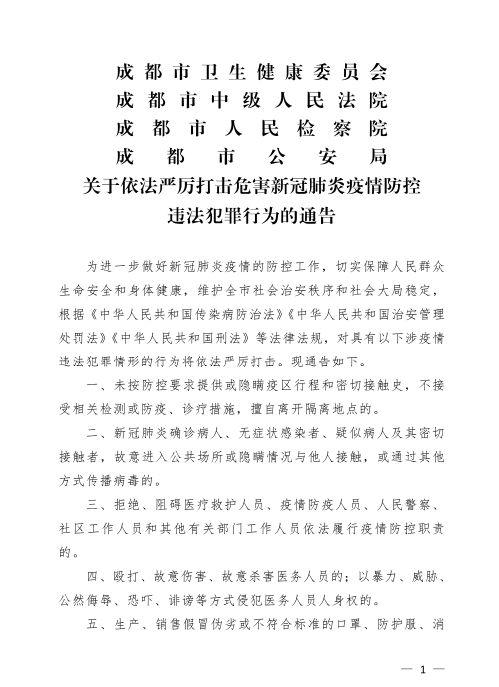 成都市卫生健康委员会
成都市中级人民法院
成都市人民检察院
成都市公安局
关于依法严厉打击危害新冠肺炎疫情防控
违法犯罪行为的通告
为进一步做好新冠肺炎疫情的防控工作，切实保障人民群众
生命安全和身体健康，维护全市社会治安秩序和社会大局稳定，
根据《中华人民共和国传染病防治法》《中华人民共和国治安管理
处罚法》《中华人民共和国刑法》等法律法规，对具有以下涉疫情
违法犯罪情形的行为将依法严厉打击。现通告如下。
一、未按防控要求提供或隐瞒疫区行程和密切接触史，不接
受相关检测或防疫、诊疗措施，擅自离开隔离地点的。
二、新冠肺炎确诊病人、无症状感染者、疑似病人及其密切
接触者，故意进入公共场所或隐瞒情况与他人接触，或通过其他
方式传播病毒的。
三、拒绝、阻碍医疗救护人员、疫情防疫人员、人民警察、
社区工作人员和其他有关部门工作人员依法履行疫情防控职责
的。
四、殴打、故意伤害、故意杀害医务人员的；以暴力、威胁、
公然侮辱、恐吓、诽谤等方式侵犯医务人员人身权的。
五、生产、销售假冒伪劣或不符合标准的口罩、防护服、消
— 1